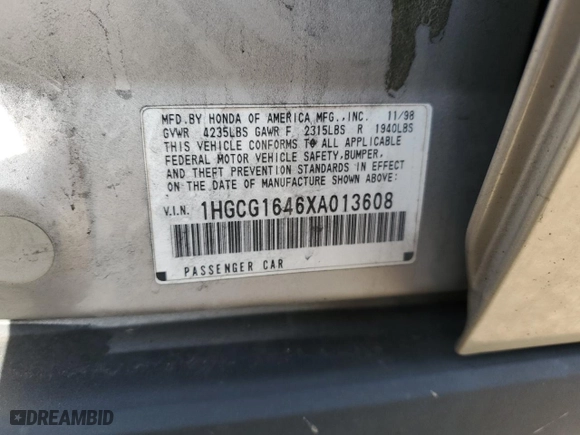 MFD.BY HONDA OF AMERICA MFG.,INC. 11/98
GVWR 4235LBS GAWR F 2315LBS R 1940LBS
THIS VEHICLE CONFORMS TO ALL APPLICABLE
FEDERAL MOTOR VEHICLE SAFETY,BUMPER,
AND THEFT PREVENTION STANDARDS IN EFFECT
ON THE DATE OF MANUFACTURE SHOWN ABOVE.
V.I.N. 1HGCG1646XA013608
PASSENGER CAR
DREAMBID